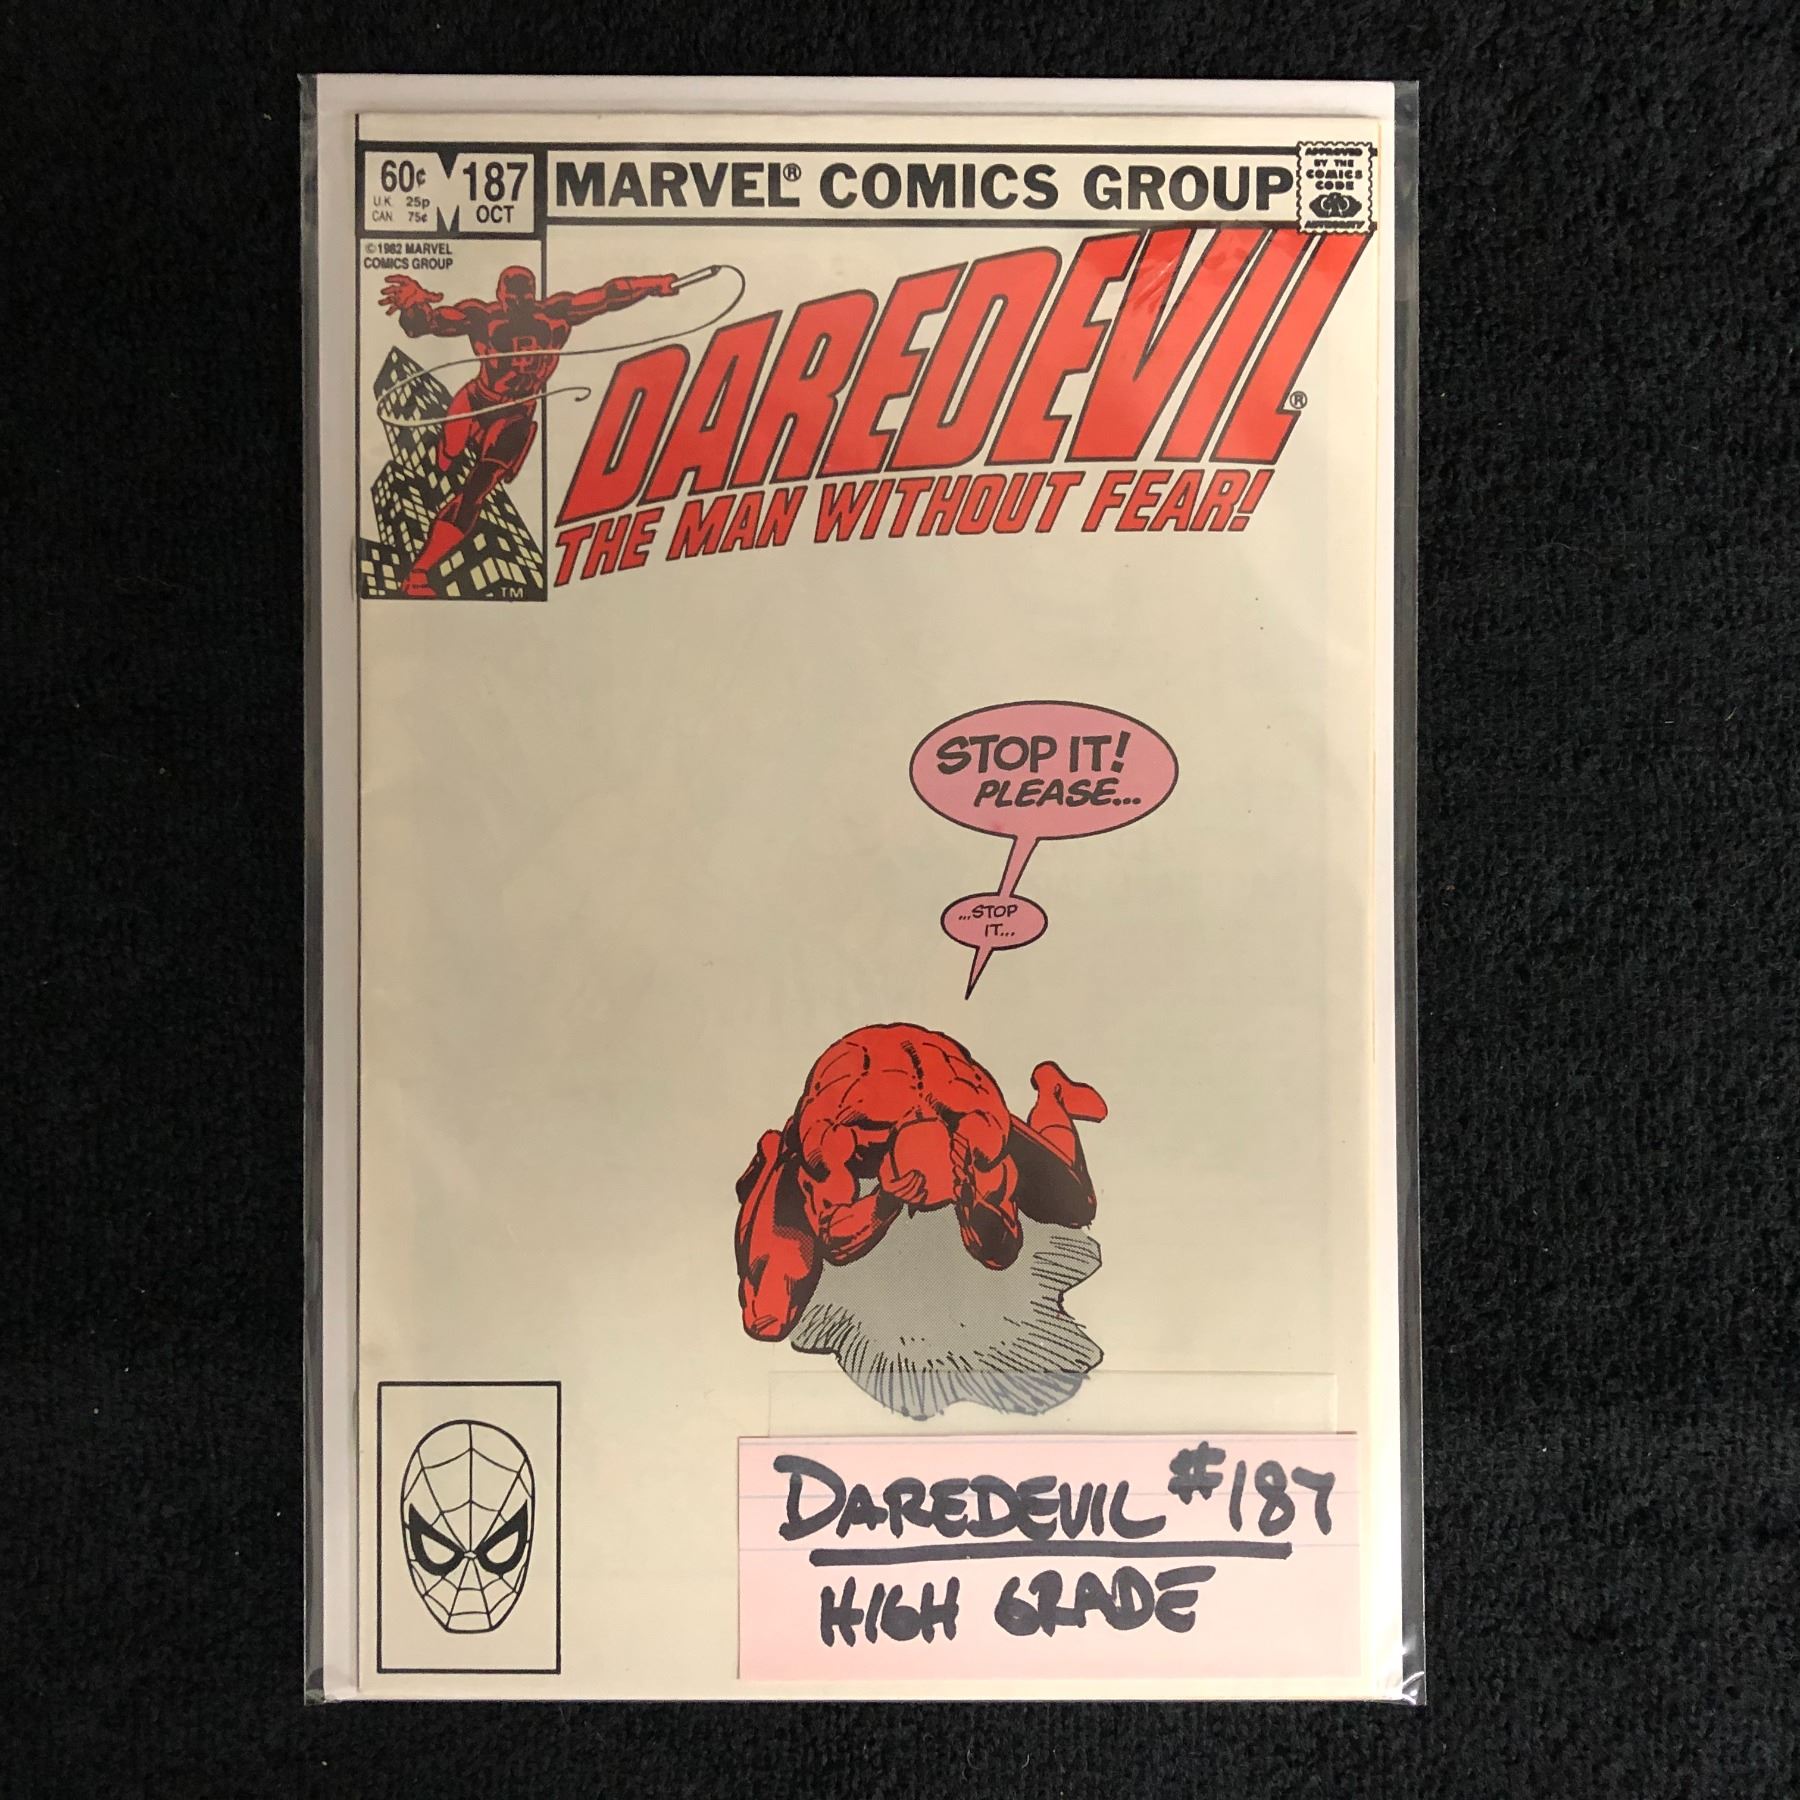 60¢
U.K. 25p
CAN. 75¢
187
OCT
MARVEL® COMICS GROUP
APPROVED
BY THE
COMICS
CODE
AUTHORITY
© 1982 MARVEL
COMICS GROUP
DD
TM
DAREDEVIL®
THE MAN WITHOUT FEAR!
STOP IT!
PLEASE...
...STOP
IT...
DAREDEVIL #187
HIGH GRADE